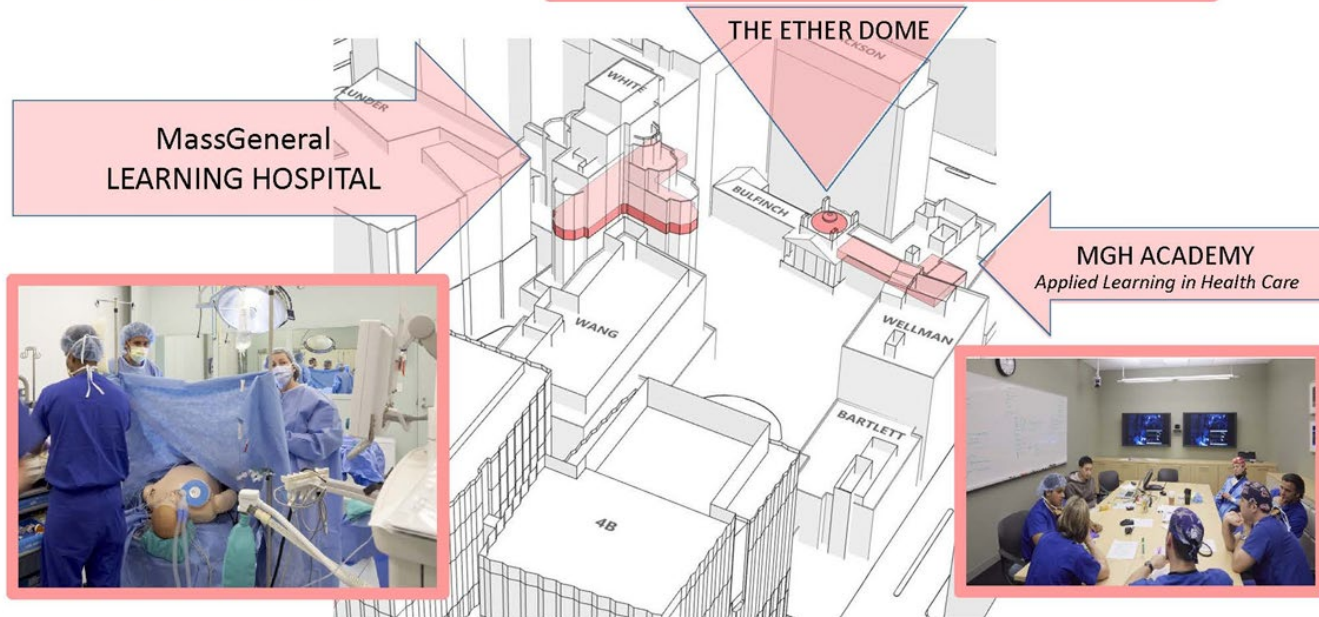 THE ETHER DOME
CKSON
WHITE
LUNDER
MassGeneral
LEARNING HOSPITAL
BULFINCH
MGH ACADEMY
Applied Learning in Health Care
WANG
WELLMAN
BARTLETT
4B